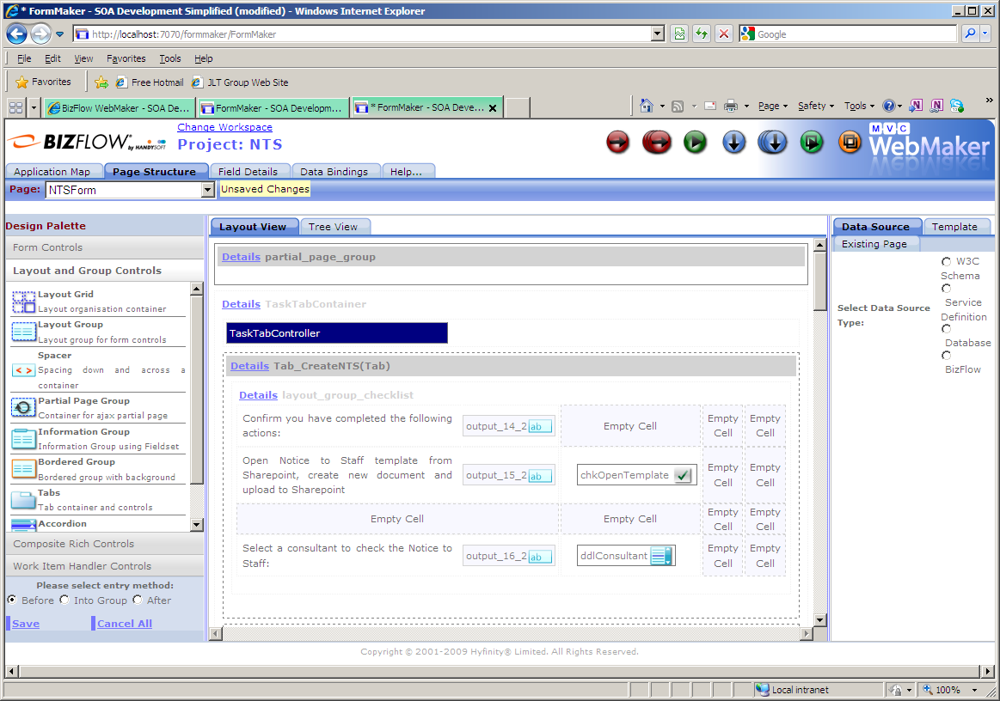 * FormMaker - SOA Development Simplified (modified) - Windows Internet Explorer
http://localhost:7070/formmaker/FormMaker
Google
File Edit View Favorites Tools Help
Favorites Free Hotmail JLT Group Web Site
BizFlow WebMaker - SOA De... FormMaker - SOA Developm... * FormMaker - SOA Deve... Page Safety Tools
Change Workspace
BIZFLOW by HANDYSOFT
Project: NTS
MVC
WebMaker
Application Map Page Structure Field Details Data Bindings Help...
Page: NTSForm Unsaved Changes
Design Palette
Form Controls
Layout and Group Controls
Layout Grid
Layout organisation container
Layout Group
Layout group for form controls
Spacer
Spacing down and across a
container
Partial Page Group
Container for ajax partial page
Information Group
Information Group using Fieldset
Bordered Group
Bordered group with background
Tabs
Tab container and controls
Accordion
Composite Rich Controls
Work Item Handler Controls
Please select entry method:
Before Into Group After
Save Cancel All
Layout View Tree View
Details partial_page_group
Details TaskTabContainer
TaskTabController
Details Tab_CreateNTS(Tab)
Details layout_group_checklist
Confirm you have completed the following
actions:
output_14_2 ab
Empty Cell
Empty Cell
Empty Cell
Open Notice to Staff template from
Sharepoint, create new document and
upload to Sharepoint
output_15_2 ab
chkOpenTemplate
Empty Cell
Empty Cell
Empty Cell
Empty Cell
Empty Cell
Empty Cell
Select a consultant to check the Notice to
Staff:
output_16_2 ab
ddlConsultant
Empty Cell
Empty Cell
Data Source Template
Existing Page
Select Data Source
Type:
W3C
Schema
Service
Definition
Database
BizFlow
Copyright © 2001-2009 Hyfinity® Limited. All Rights Reserved.
Local intranet 100%